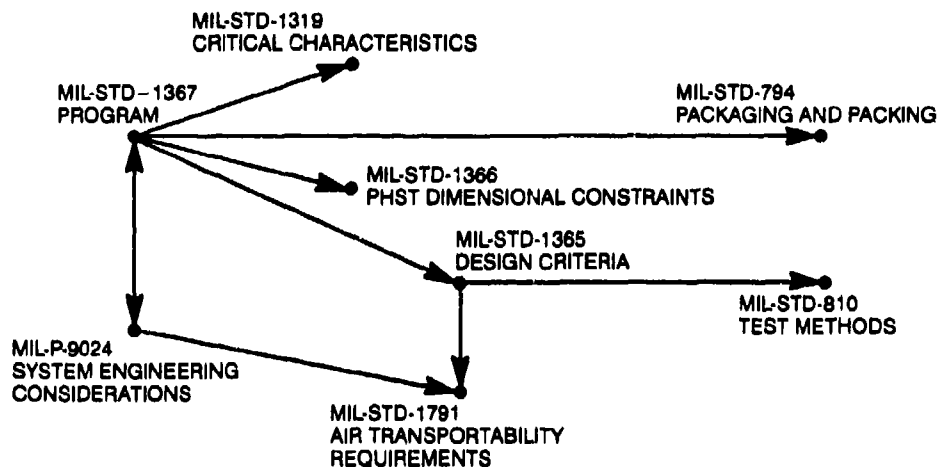 MIL-STD-1319
CRITICAL CHARACTERISTICS
MIL-STD-1367
PROGRAM
MIL-STD-794
PACKAGING AND PACKING
MIL-STD-1366
PHST DIMENSIONAL CONSTRAINTS
MIL-STD-1365
DESIGN CRITERIA
MIL-STD-810
TEST METHODS
MIL-P-9024
SYSTEM ENGINEERING
CONSIDERATIONS
MIL-STD-1791
AIR TRANSPORTABILITY
REQUIREMENTS